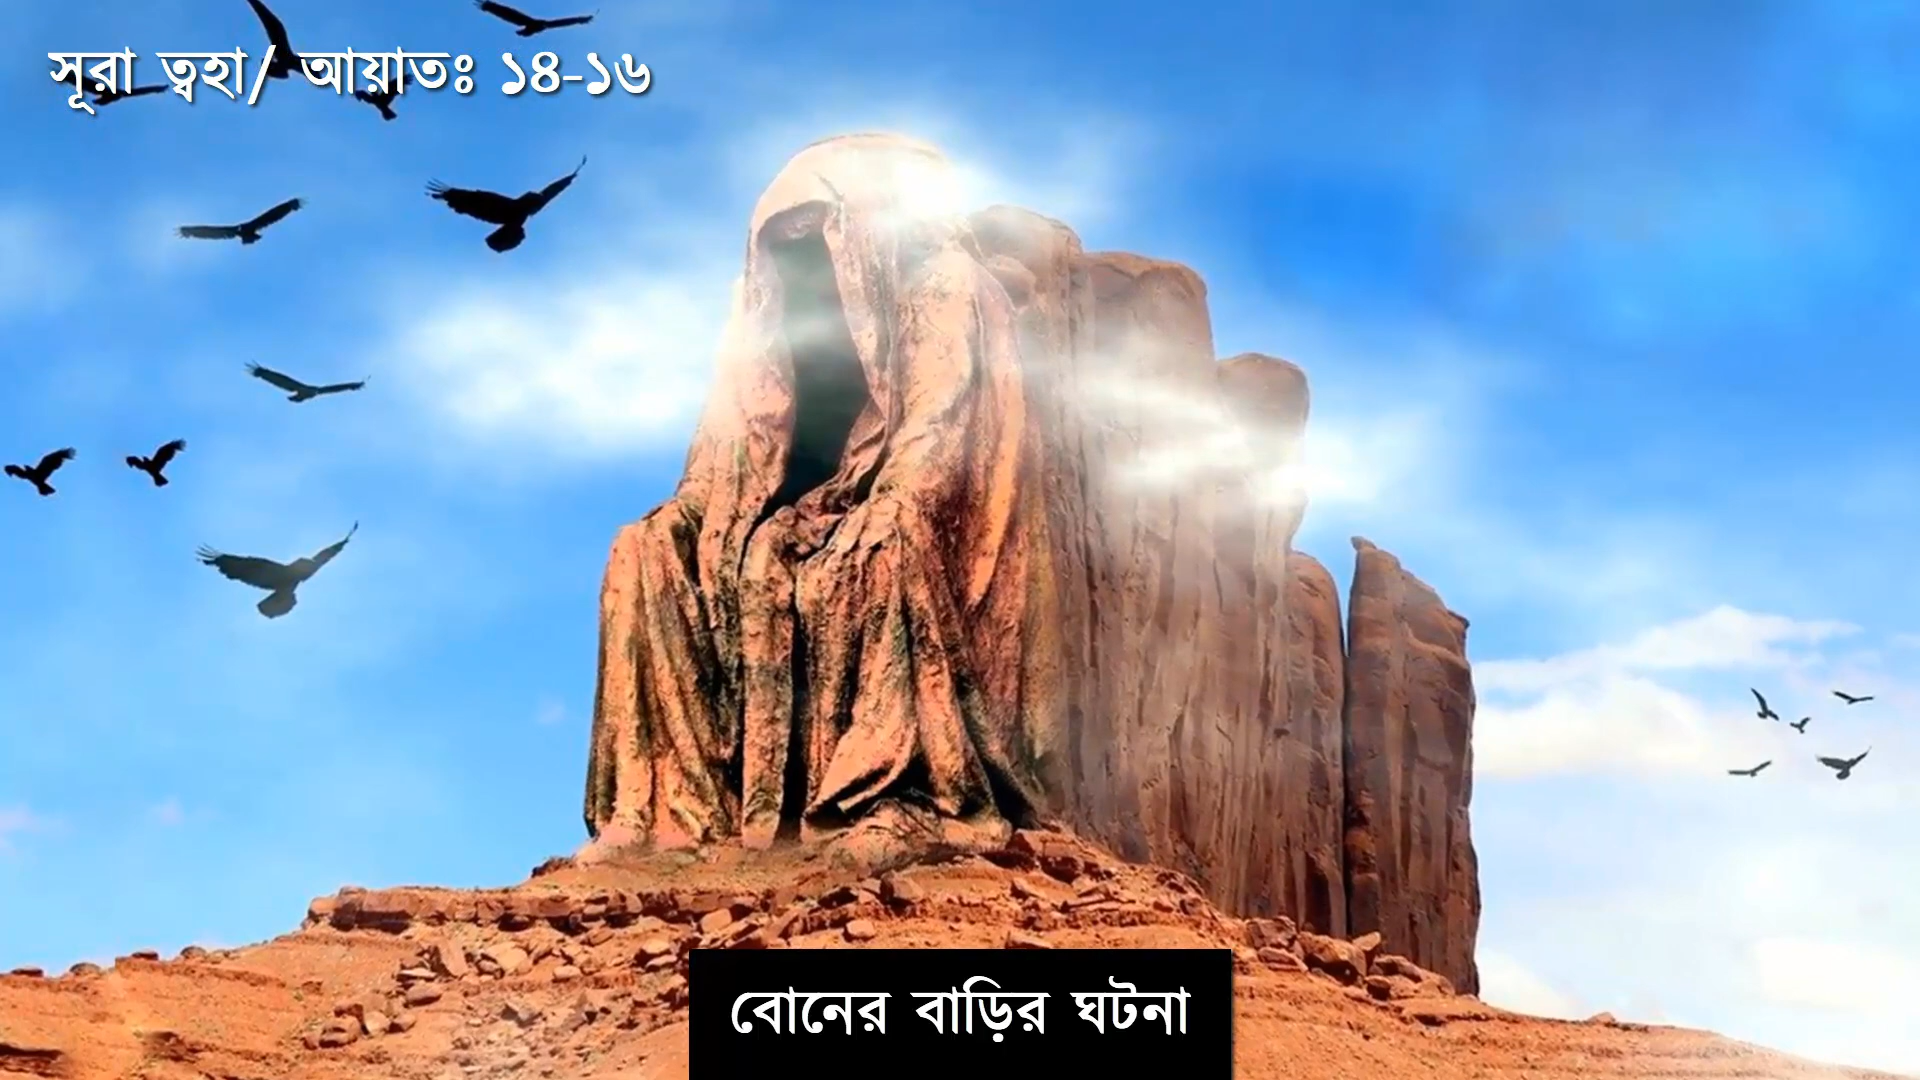 সূরা ত্বহা/ আয়াতঃ ১৪-১৬
বোনের বাড়ির ঘটনা